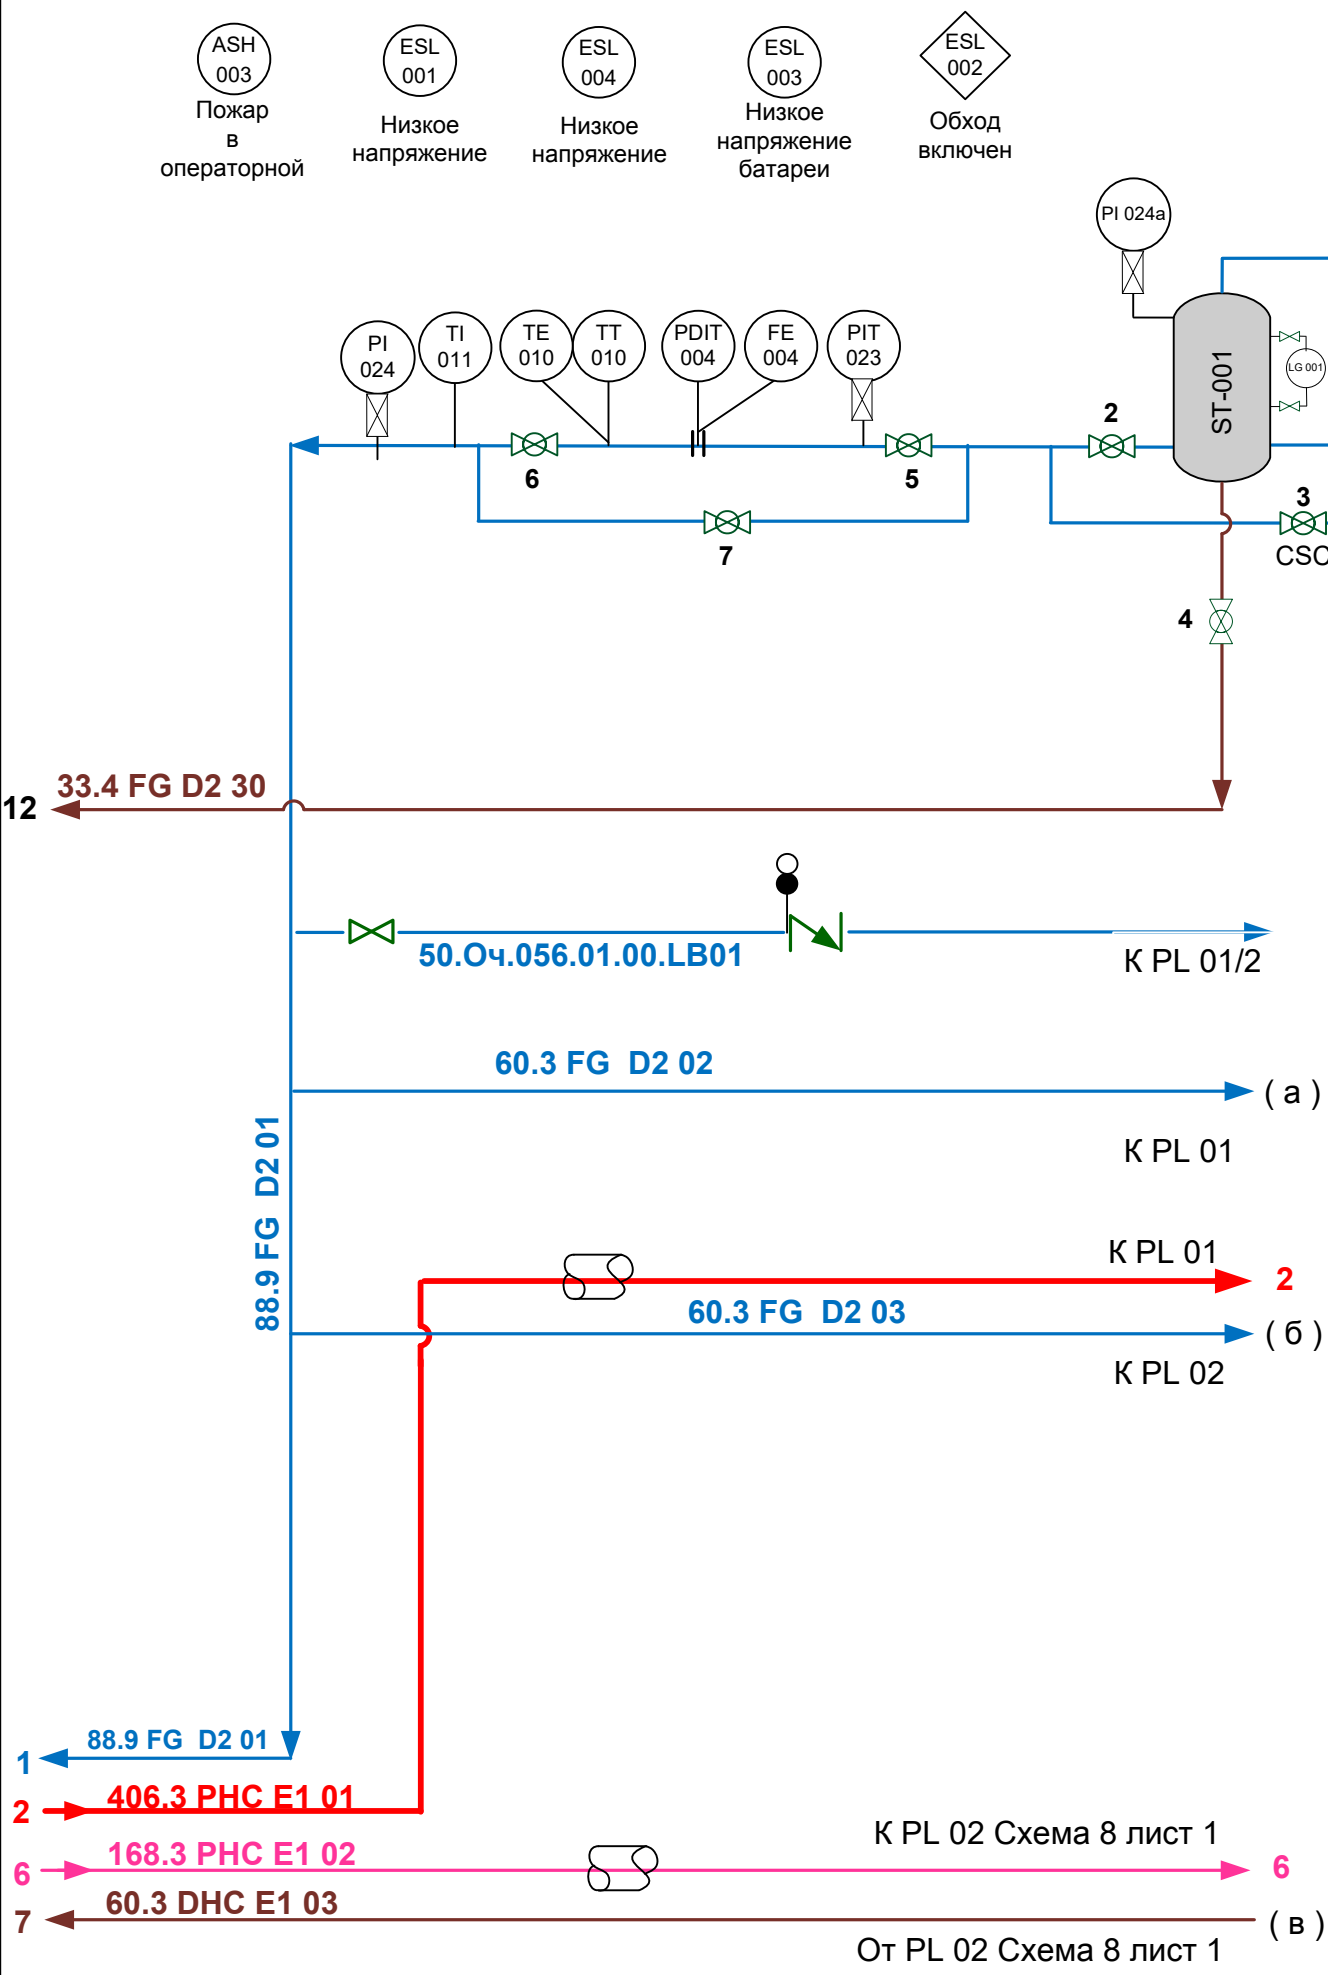 ASH
003
Пожар
в
операторной
ESL
001
Низкое
напряжение
ESL
004
Низкое
напряжение
ESL
003
Низкое
напряжение
батареи
ESL
002
Обход
включен
PI 024a
PI
024
TI
011
TE
010
TT
010
PDIT
004
FE
004
PIT
023
ST-001
LG 001
2
6
5
3
7
CSC
4
33.4 FG D2 30
12
50.Оч.056.01.00.LB01
К PL 01/2
60.3 FG D2 02
( а )
К PL 01
88.9 FG D2 01
К PL 01
2
60.3 FG D2 03
( б )
К PL 02
88.9 FG D2 01
1
406.3 PHC E1 01
2
К PL 02 Схема 8 лист 1
168.3 PHC E1 02
6
6
60.3 DHC E1 03
7
( в )
От PL 02 Схема 8 лист 1